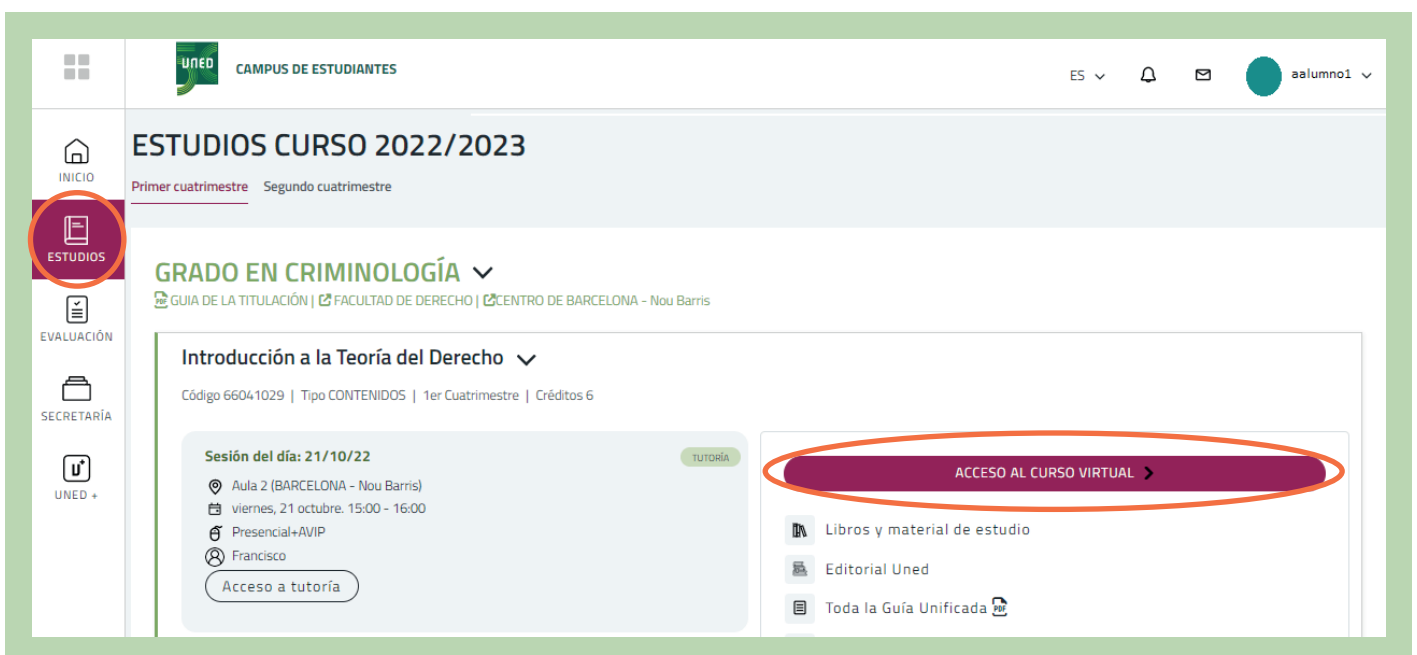 UNED
CAMPUS DE ESTUDIANTES
ES
aalumno1
INICIO
ESTUDIOS
EVALUACIÓN
SECRETARÍA
UNED +
ESTUDIOS CURSO 2022/2023
Primer cuatrimestre Segundo cuatrimestre
GRADO EN CRIMINOLOGÍA
PDF GUIA DE LA TITULACIÓN | FACULTAD DE DERECHO | CENTRO DE BARCELONA - Nou Barris
Introducción a la Teoría del Derecho
Código 66041029 | Tipo CONTENIDOS | 1er Cuatrimestre | Créditos 6
Sesión del día: 21/10/22
TUTORÍA
Aula 2 (BARCELONA - Nou Barris)
viernes, 21 octubre. 15:00 - 16:00
Presencial+AVIP
Francisco
Acceso a tutoría
ACCESO AL CURSO VIRTUAL
Libros y material de estudio
Editorial Uned
Toda la Guía Unificada PDF